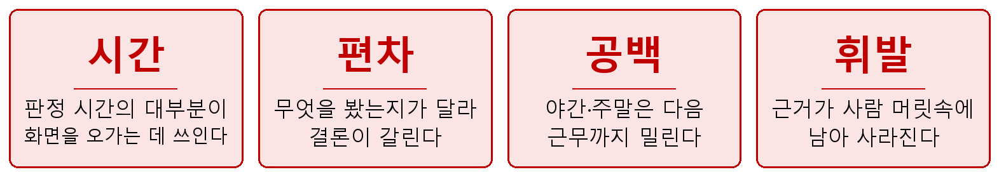 시간
판정 시간의 대부분이
화면을 오가는 데 쓰인다
편차
무엇을 봤는지가 달라
결론이 갈린다
공백
야간·주말은 다음
근무까지 밀린다
휘발
근거가 사람 머릿속에
남아 사라진다